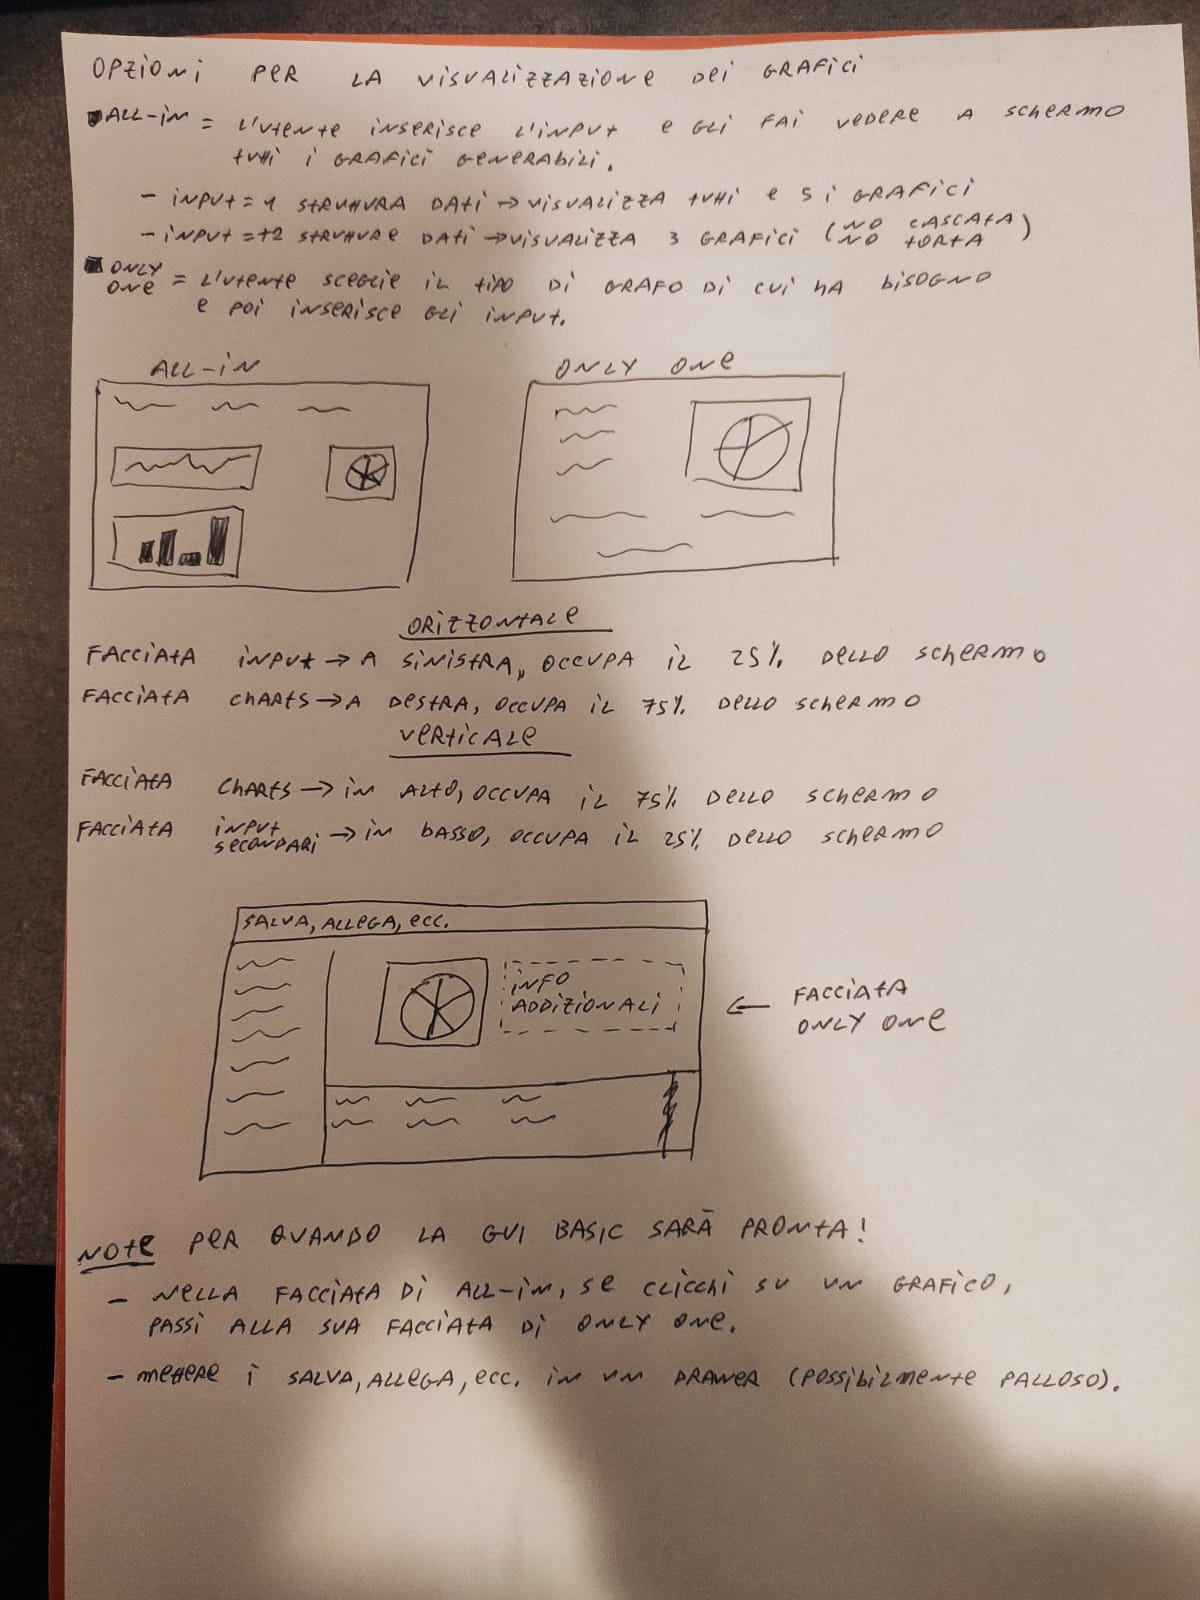 OPZIONI PER LA VISUALIZZAZIONE DEI GRAFICI
ALL-IN = L'UTENTE INSERISCE L'INPUT E GLI FAI VEDERE A SCHERMO
TUTTI I GRAFICI GENERABILI.
- INPUT = 1 STRUTTURA DATI → VISUALIZZA TUTTI E 5 I GRAFICI
- INPUT = +2 STRUTTURE DATI → VISUALIZZA 3 GRAFICI (NO CASCATA
NO TORTA)
ONLY ONE = L'UTENTE SCEGLIE IL TIPO DI GRAFO DI CUI HA BISOGNO
E POI INSERISCE GLI INPUT.
ALL-IN
ONLY ONE
ORIZZONTALE
FACCIATA INPUT → A SINISTRA, OCCUPA IL 25% DELLO SCHERMO
FACCIATA CHARTS → A DESTRA, OCCUPA IL 75% DELLO SCHERMO
VERTICALE
FACCIATA CHARTS → IN ALTO, OCCUPA IL 75% DELLO SCHERMO
FACCIATA INPUT SECONDARI → IN BASSO, OCCUPA IL 25% DELLO SCHERMO
SALVA, ALLEGA, ECC.
INFO
ADDIZIONALI
← FACCIATA
ONLY ONE
NOTE PER QUANDO LA GUI BASIC SARÀ PRONTA!
- NELLA FACCIATA DI ALL-IN, SE CLICCHI SU UN GRAFICO,
PASSI ALLA SUA FACCIATA DI ONLY ONE.
- METTERE I SALVA, ALLEGA, ECC. IN UN DRAWER (POSSIBILMENTE PALLOSO).